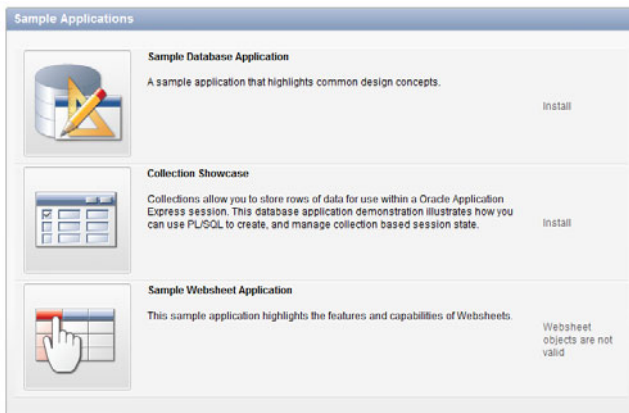 Sample Applications
Sample Database Application
A sample application that highlights common design concepts.
Install
Collection Showcase
Collections allow you to store rows of data for use within a Oracle Application
Express session. This database application demonstration illustrates how you
can use PL/SQL to create, and manage collection based session state.
Install
Sample Websheet Application
This sample application highlights the features and capabilities of Websheets.
Websheet
objects are not
valid